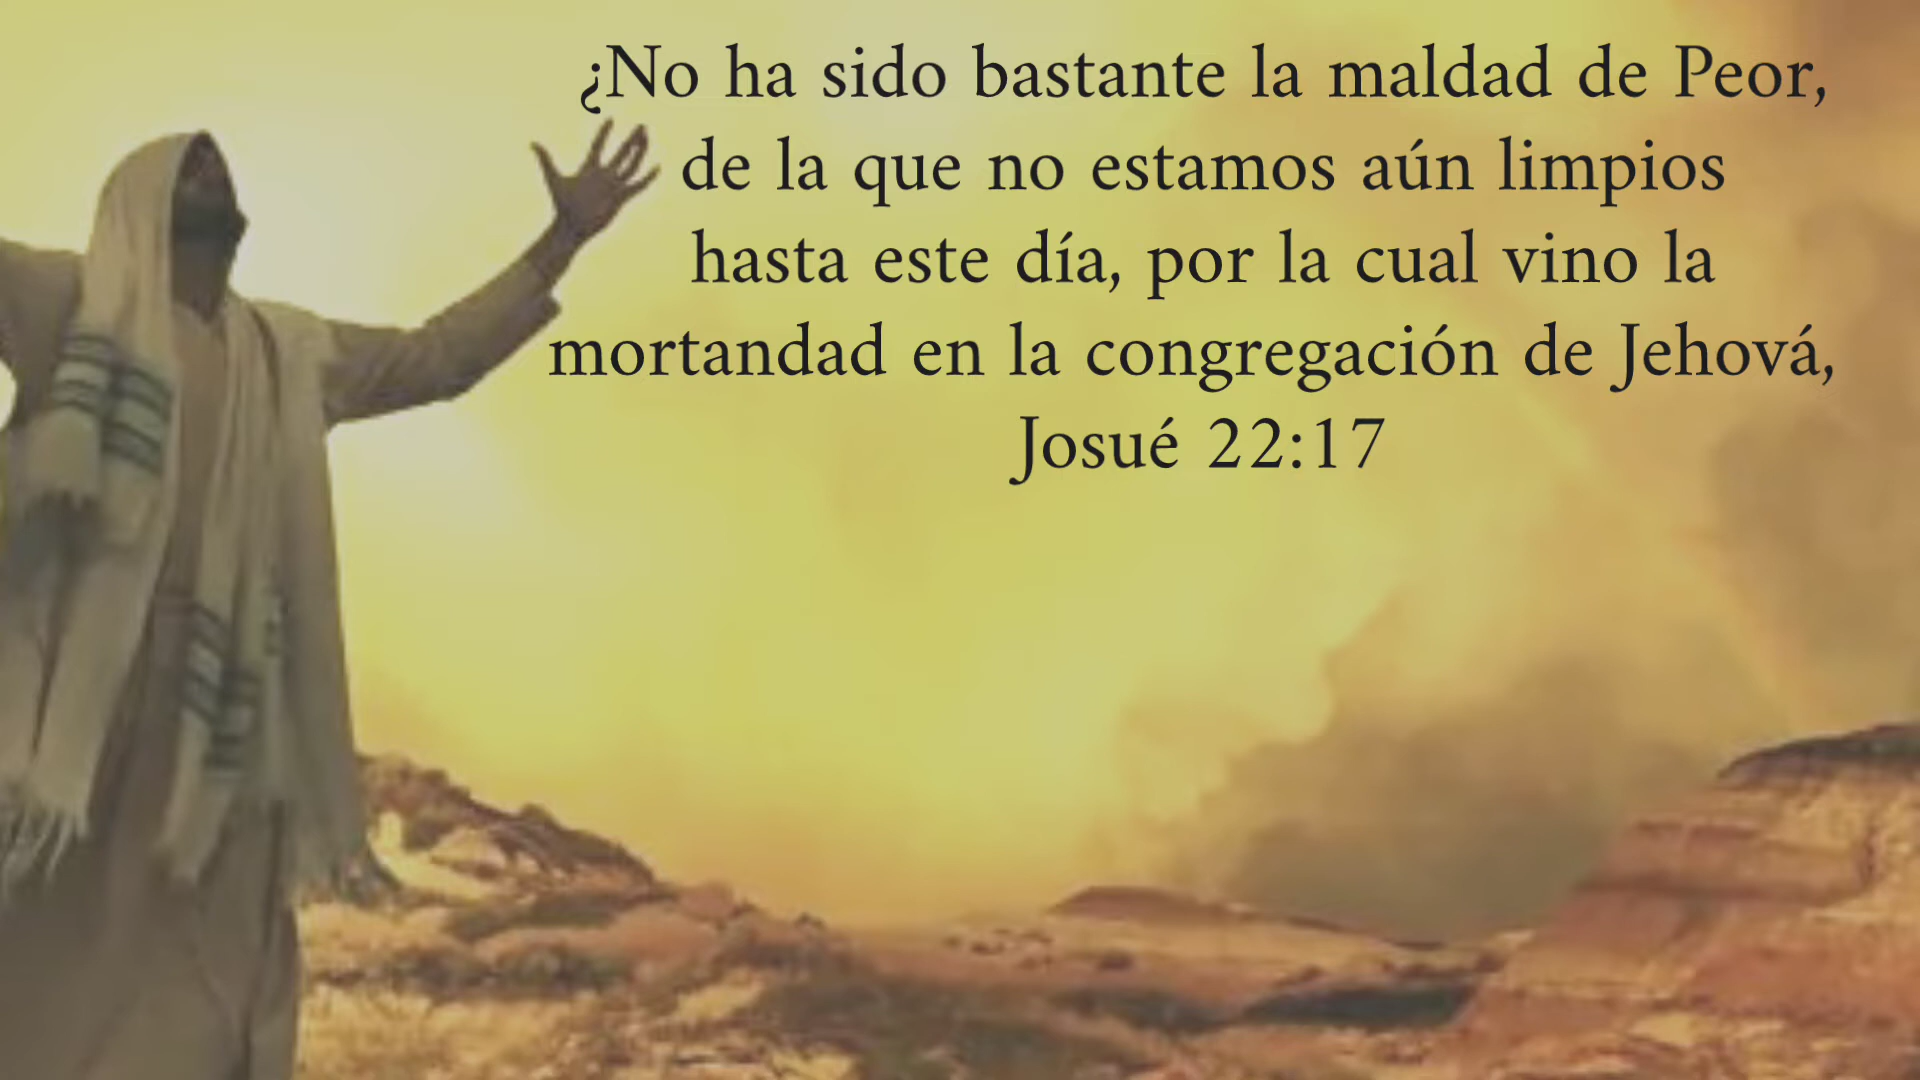 ¿No ha sido bastante la maldad de Peor,
de la que no estamos aún limpios
hasta este día, por la cual vino la
mortandad en la congregación de Jehová,
Josué 22:17